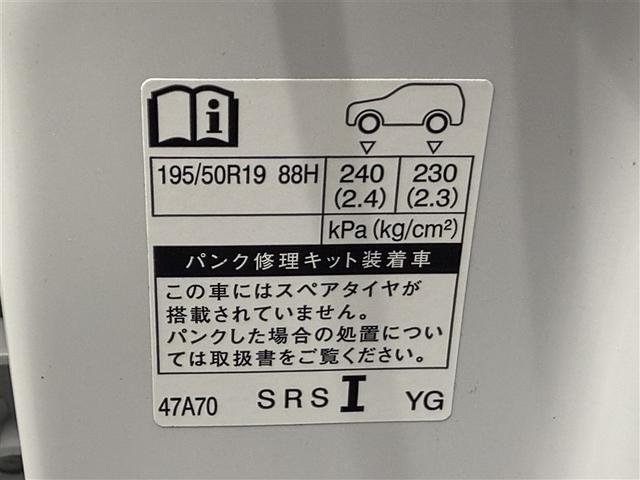 i
195/50R19 88H 240 230
(2.4) (2.3)
kPa(kg/cm²)
パンク修理キット装着車
この車にはスペアタイヤが
搭載されていません。
パンクした場合の処置につい
ては取扱書をご覧ください。
47A70 SRS I YG